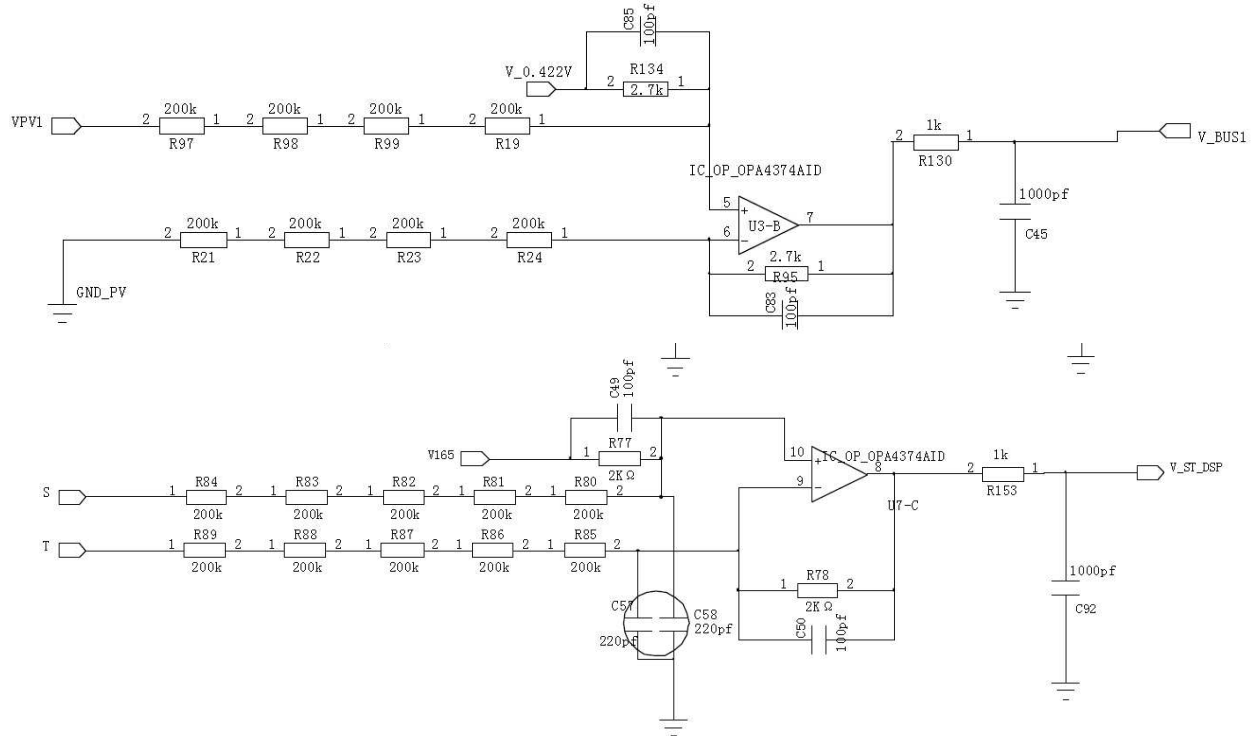 C85
100pf
V_0.422V
R134
2 1
2.7k
VPV1
200k 200k 200k 200k
2 1 2 1 2 1 2 1
R97 R98 R99 R19
1k
2 1
R130
V_BUS1
IC_OP_OPA4374AID
5 +
U3-B
7
6 −
1000pf
C45
200k 200k 200k 200k
2 1 2 1 2 1 2 1
R21 R22 R23 R24
GND_PV
2.7k
2 1
R95
C83
100pf
C49
100pf
V165
R77
1 2
2KΩ
10 +
IC_OP_OPA4374AID
8
9 −
U7-C
1k
2 1
R153
V_ST_DSP
S
R84 R83 R82 R81 R80
1 2 1 2 1 2 1 2 1 2
200k 200k 200k 200k 200k
T
R89 R88 R87 R86 R85
1 2 1 2 1 2 1 2 1 2
200k 200k 200k 200k 200k
R78
1 2
2KΩ
C50
100pf
C57
220pf
C58
220pf
1000pf
C92